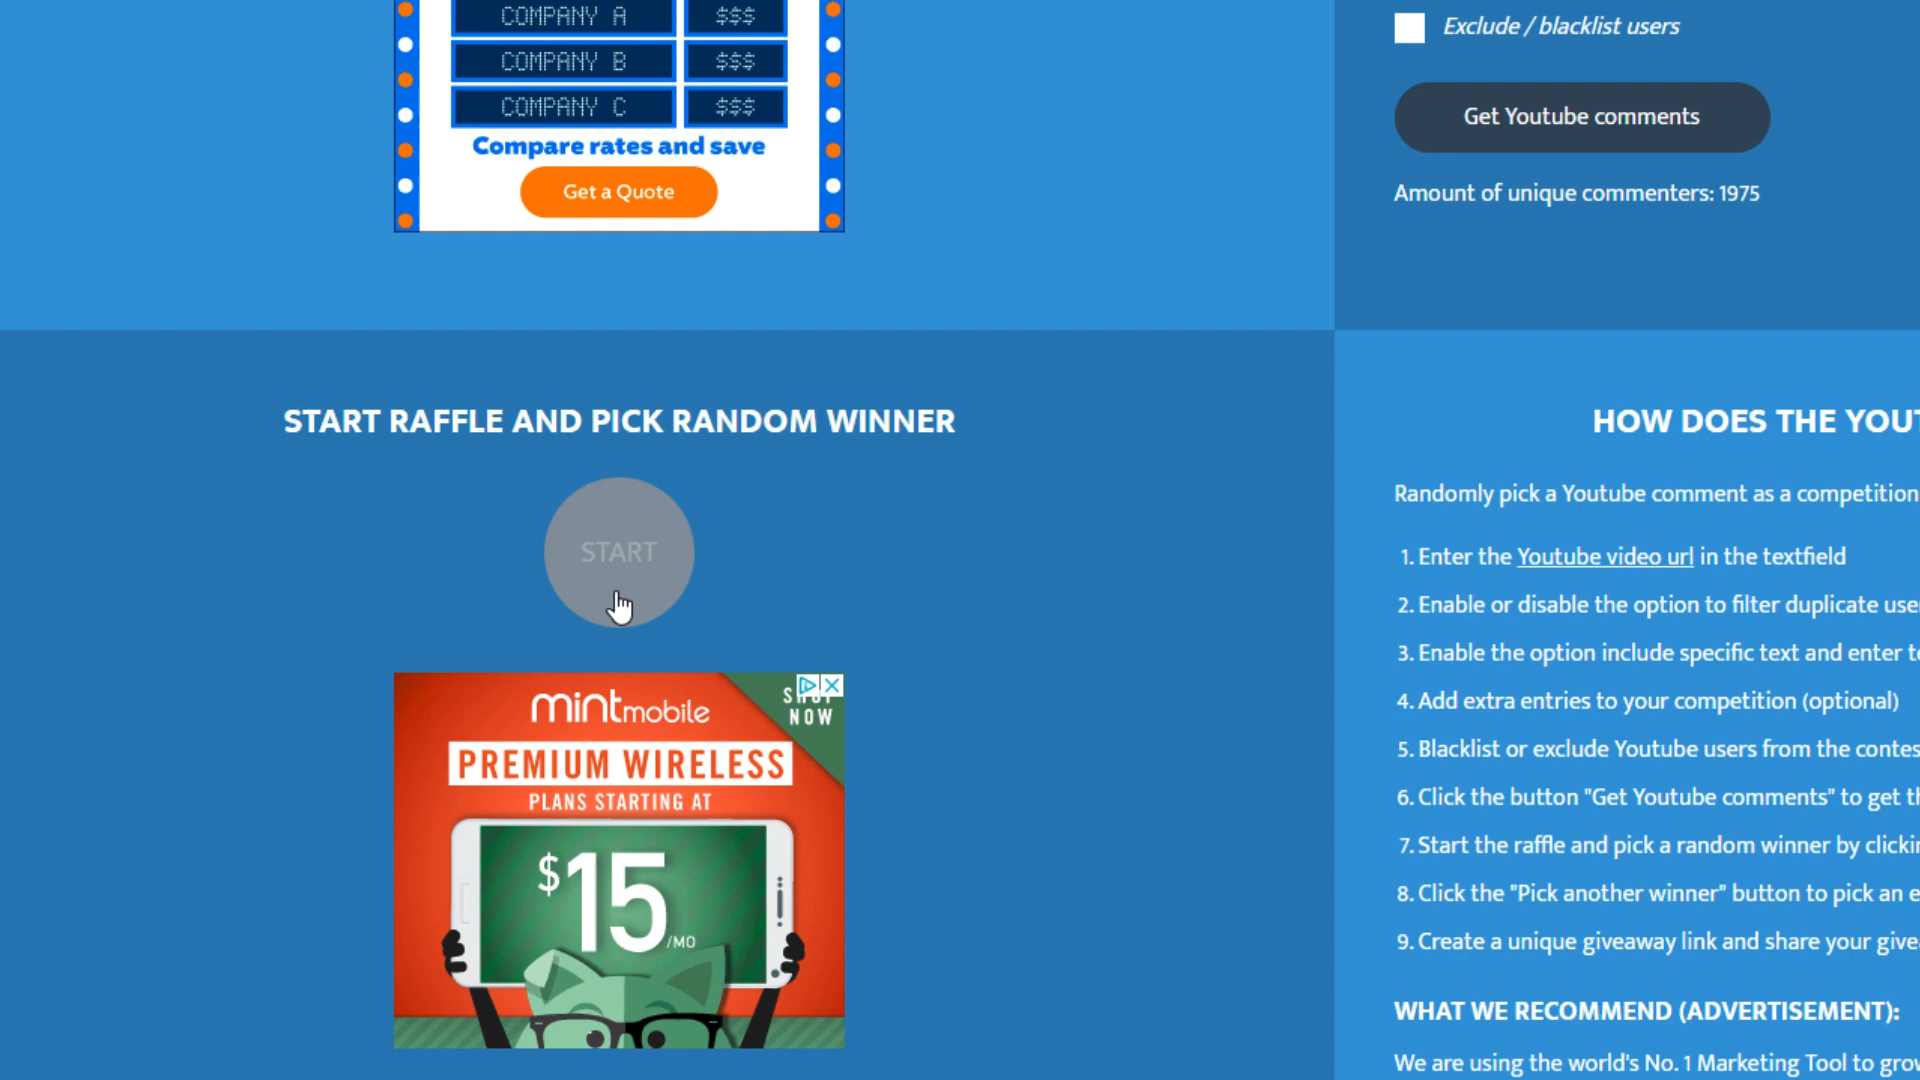 COMPANY A $$$
COMPANY B $$$
COMPANY C $$$
Compare rates and save
Get a Quote
Exclude / blacklist users
Get Youtube comments
Amount of unique commenters: 1975
START RAFFLE AND PICK RANDOM WINNER
START
mintmobile
SHOP
NOW
PREMIUM WIRELESS
PLANS STARTING AT
$15/MO
HOW DOES THE YOUT
Randomly pick a Youtube comment as a competition
1. Enter the Youtube video url in the textfield
2. Enable or disable the option to filter duplicate use
3. Enable the option include specific text and enter te
4. Add extra entries to your competition (optional)
5. Blacklist or exclude Youtube users from the contes
6. Click the button "Get Youtube comments" to get th
7. Start the raffle and pick a random winner by clickin
8. Click the "Pick another winner" button to pick an e
9. Create a unique giveaway link and share your give
WHAT WE RECOMMEND (ADVERTISEMENT):
We are using the world's No. 1 Marketing Tool to grow